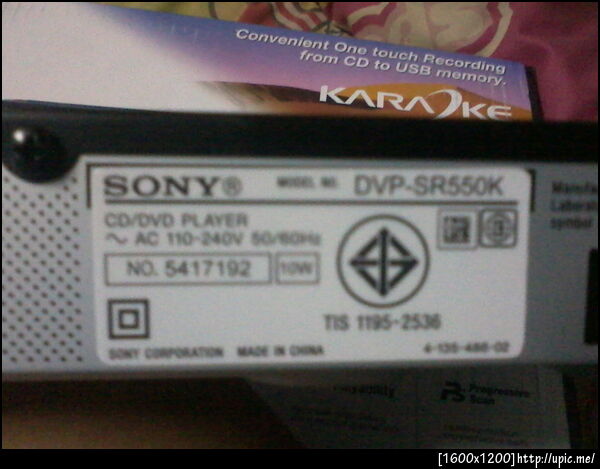 Convenient One touch Recording
from CD to USB memory.
KARAOKE
SONY® MODEL NO. DVP-SR550K
CD/DVD PLAYER
～ AC 110-240V 50/60Hz
NO. 5417192 10W
TIS 1195-2536
SONY CORPORATION MADE IN CHINA 4-135-486-02
symbol
Progressive
Scan
[1600x1200]http://upic.me/